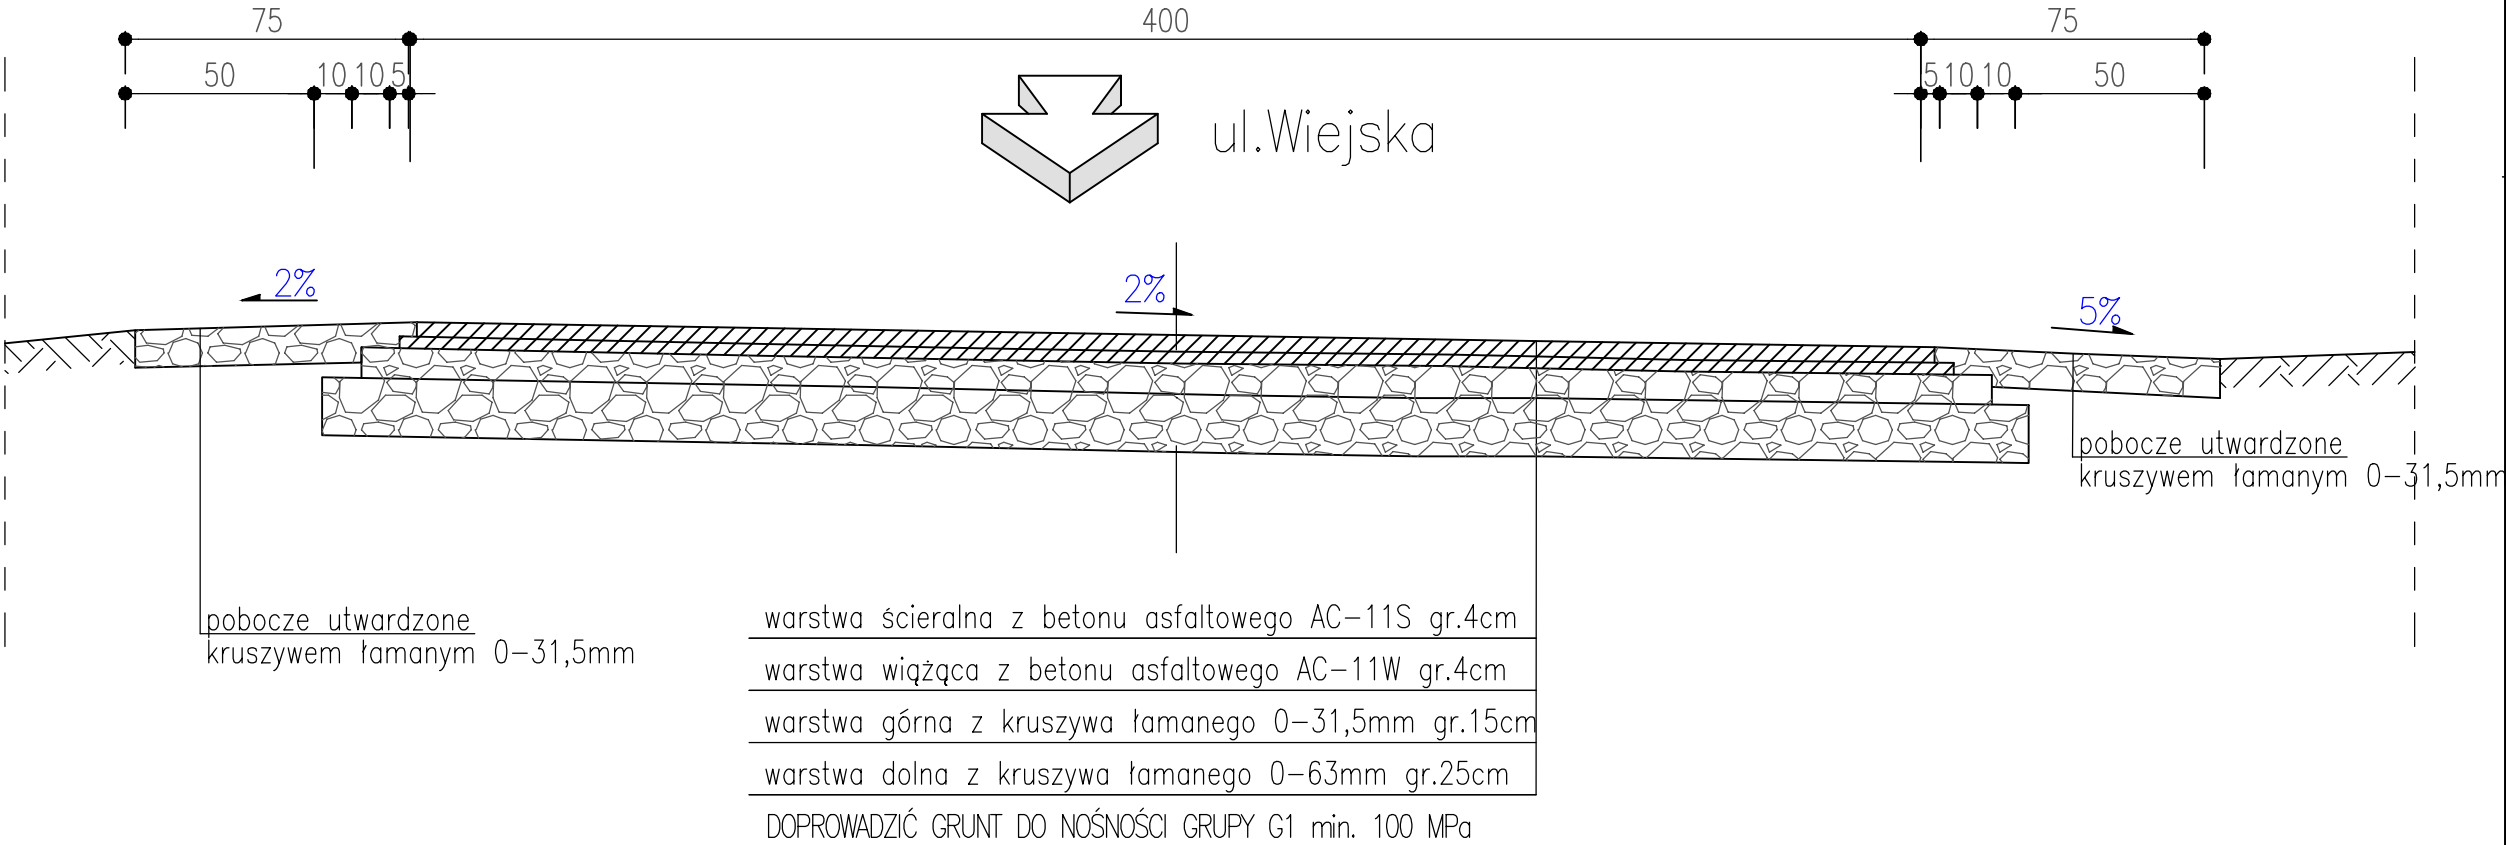 75 400 75
50 10 10 5 5 10 10 50
ul.Wiejska
2% 2% 5%
pobocze utwardzone
kruszywem łamanym 0-31,5mm
pobocze utwardzone
kruszywem łamanym 0-31,5mm
warstwa ścieralna z betonu asfaltowego AC-11S gr.4cm
warstwa wiążąca z betonu asfaltowego AC-11W gr.4cm
warstwa górna z kruszywa łamanego 0-31,5mm gr.15cm
warstwa dolna z kruszywa łamanego 0-63mm gr.25cm
DOPROWADZIĆ GRUNT DO NOŚNOŚCI GRUPY G1 min. 100 MPa